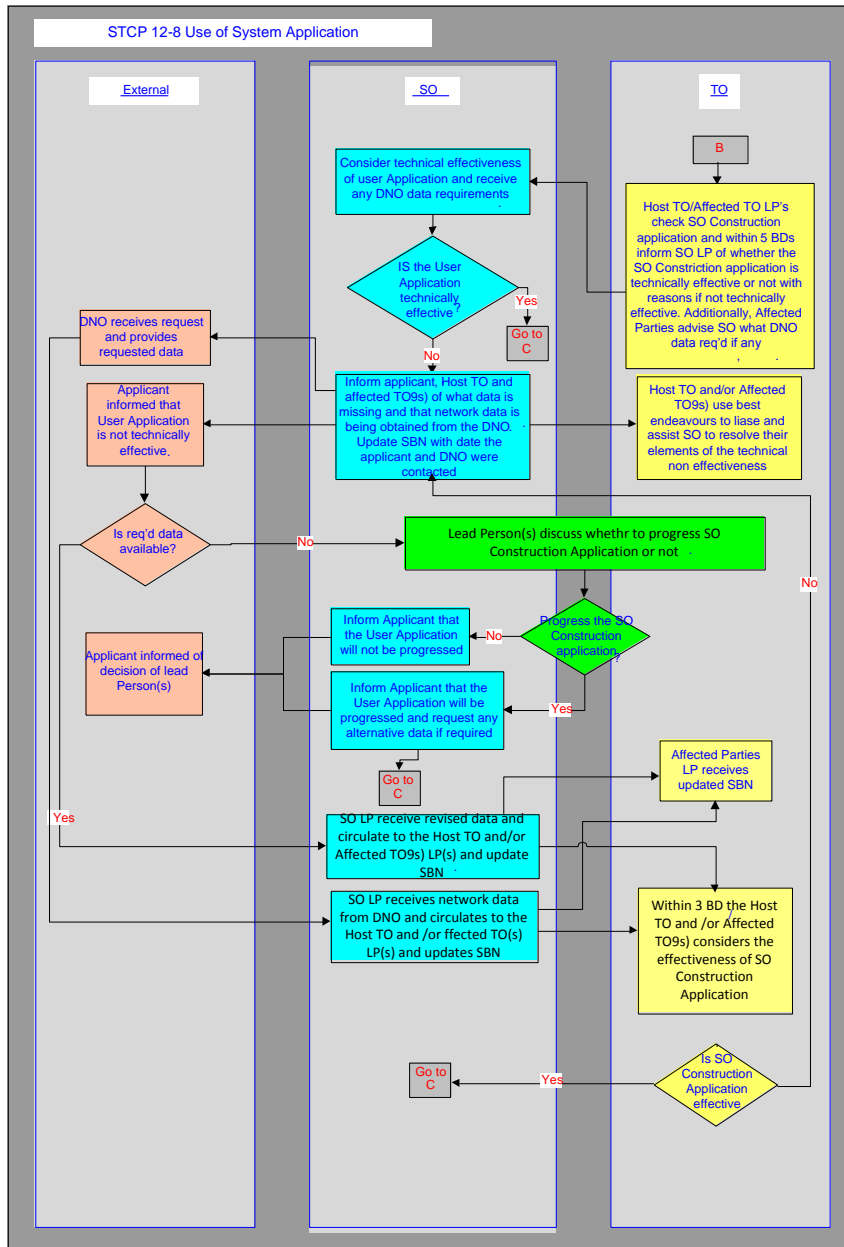 STCP 12-8 Use of System Application
External
SO
TO
B
Consider technical effectiveness
of user Application and receive
any DNO data requirements
Host TO/Affected TO LP's
check SO Construction
application and within 5 BDs
inform SO LP of whether the
SO Constriction application is
technically effective or not with
reasons if not technically
effective. Additionally, Affected
Parties advise SO what DNO
data req'd if any
IS the User
Application
technically
effective?
Yes
Go to
C
No
DNO receives request
and provides
requested data
Applicant
informed that
User Application
is not technically
effective.
Inform applicant, Host TO and
affected TO9s) of what data is
missing and that network data is
being obtained from the DNO.
Update SBN with date the
applicant and DNO were
contacted
Host TO and/or Affected
TO9s) use best
endeavours to liase and
assist SO to resolve their
elements of the technical
non effectiveness
Is req'd data
available?
No
Lead Person(s) discuss whethr to progress SO
Construction Application or not
No
Progress the SO
Construction
application?
No
Inform Applicant that
the User Application
will not be progressed
Applicant informed of
decision of lead
Person(s)
Inform Applicant that the
User Application will be
progressed and request any
alternative data if required
Yes
Go to
C
Affected Parties
LP receives
updated SBN
Yes
SO LP receive revised data and
circulate to the Host TO and/or
Affected TO9s) LP(s) and update
SBN
SO LP receives network data
from DNO and circulates to the
Host TO and /or ffected TO(s)
LP(s) and updates SBN
Within 3 BD the Host
TO and /or Affected
TO9s) considers the
effectiveness of SO
Construction
Application
Is SO
Construction
Application
effective
Yes
Go to
C